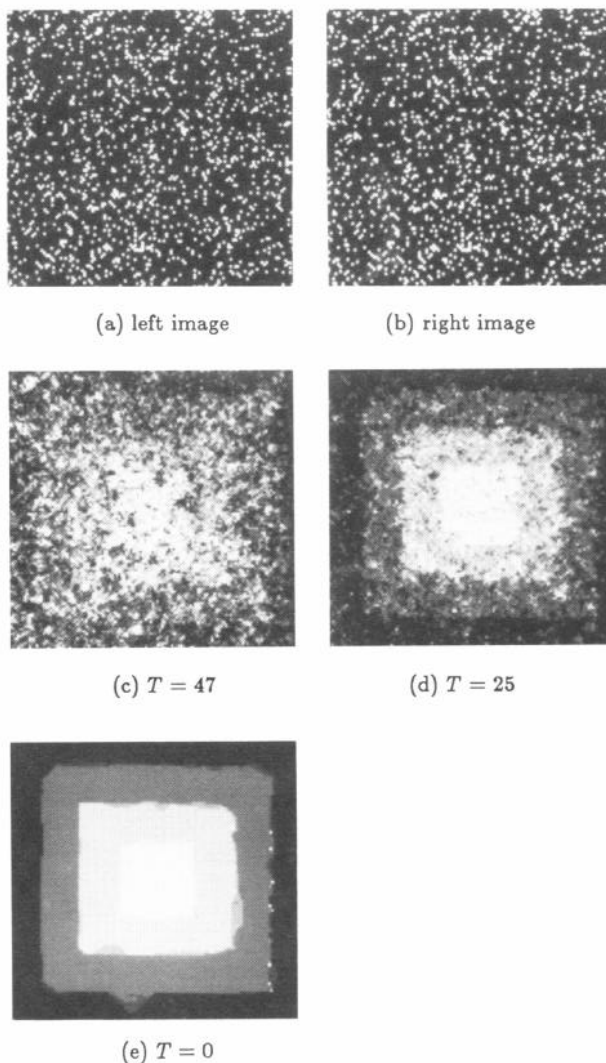 (a) left image
(b) right image
(c) T = 47
(d) T = 25
(e) T = 0